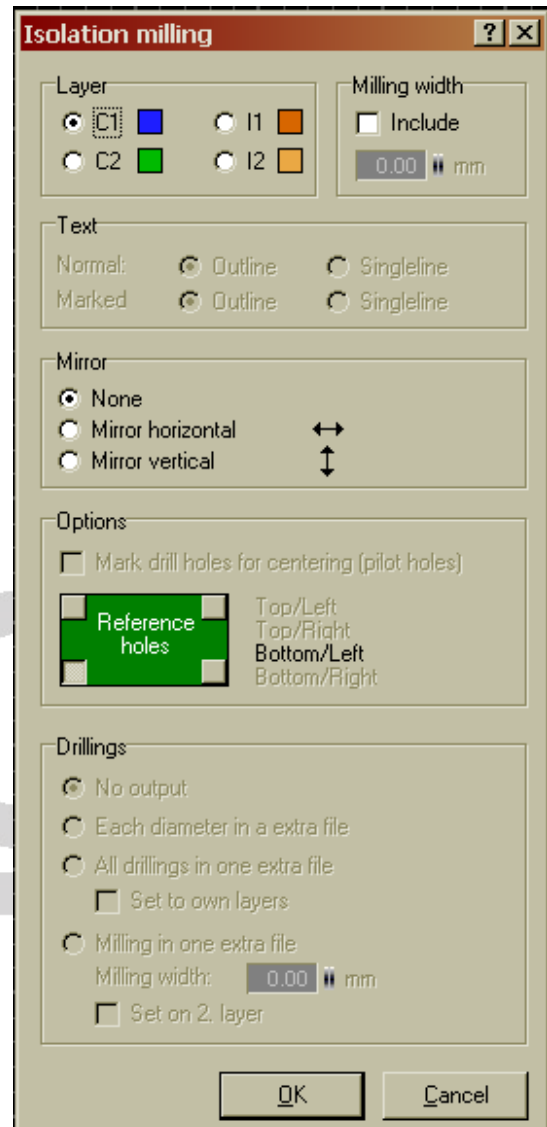 Isolation milling
Layer
C1
I1
C2
I2
Milling width
Include
0.00 mm
Text
Normal: Outline Singleline
Marked Outline Singleline
Mirror
None
Mirror horizontal
Mirror vertical
Options
Mark drill holes for centering (pilot holes)
Reference
holes
Top/Left
Top/Right
Bottom/Left
Bottom/Right
Drillings
No output
Each diameter in a extra file
All drillings in one extra file
Set to own layers
Milling in one extra file
Milling width: 0.00 mm
Set on 2. layer
OK Cancel